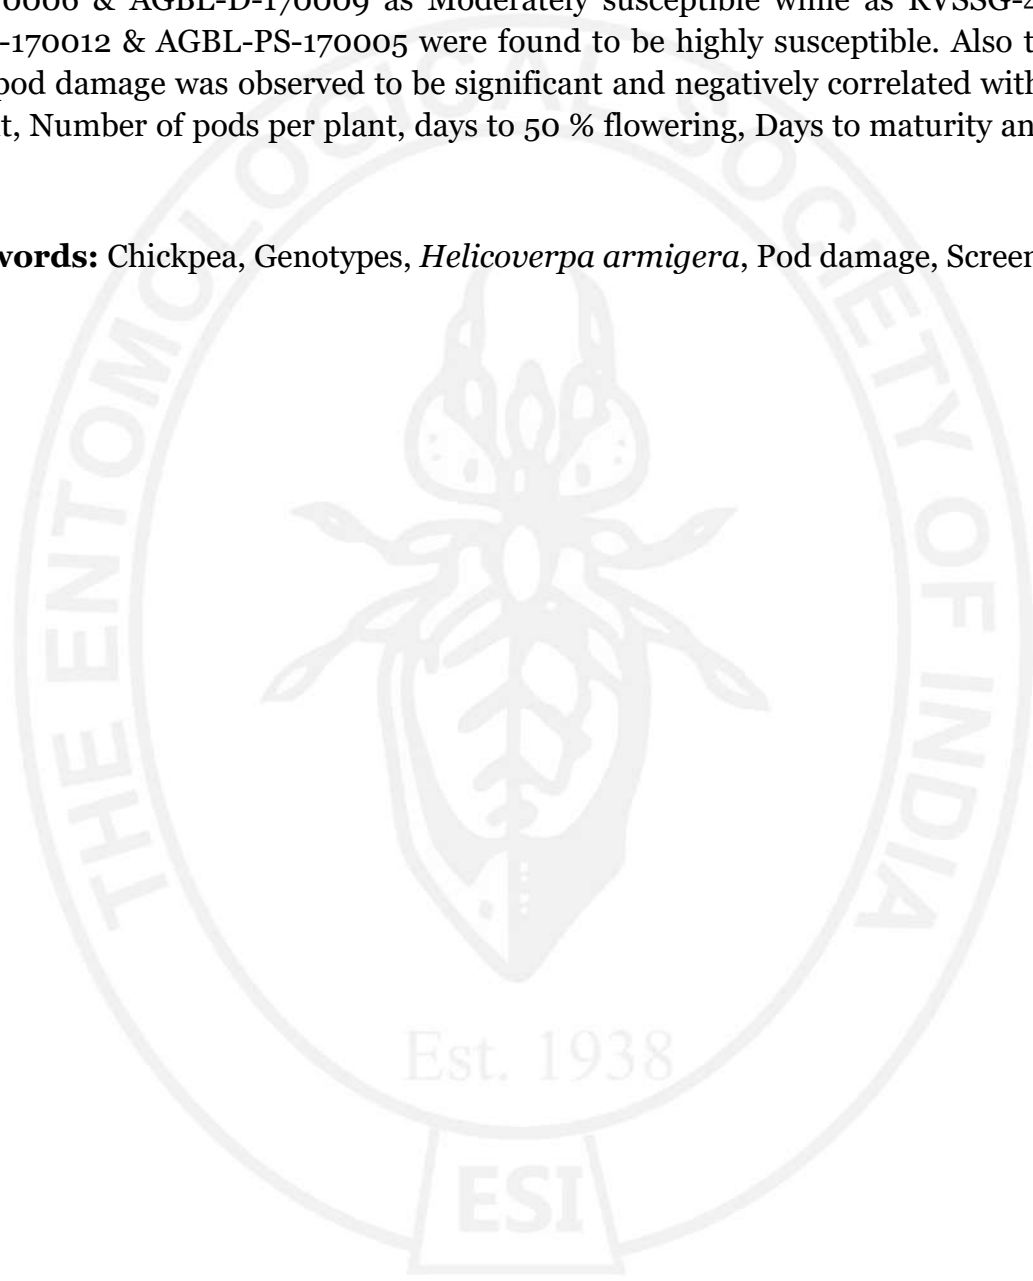 0006 & AGBL-D-170009 as Moderately susceptible while as KVSSG-4
-170012 & AGBL-PS-170005 were found to be highly susceptible. Also t
pod damage was observed to be significant and negatively correlated with
t, Number of pods per plant, days to 50 % flowering, Days to maturity an
words: Chickpea, Genotypes, Helicoverpa armigera, Pod damage, Screen
THE ENTOMOLOGICAL SOCIETY OF INDIA
Est. 1938
ESI